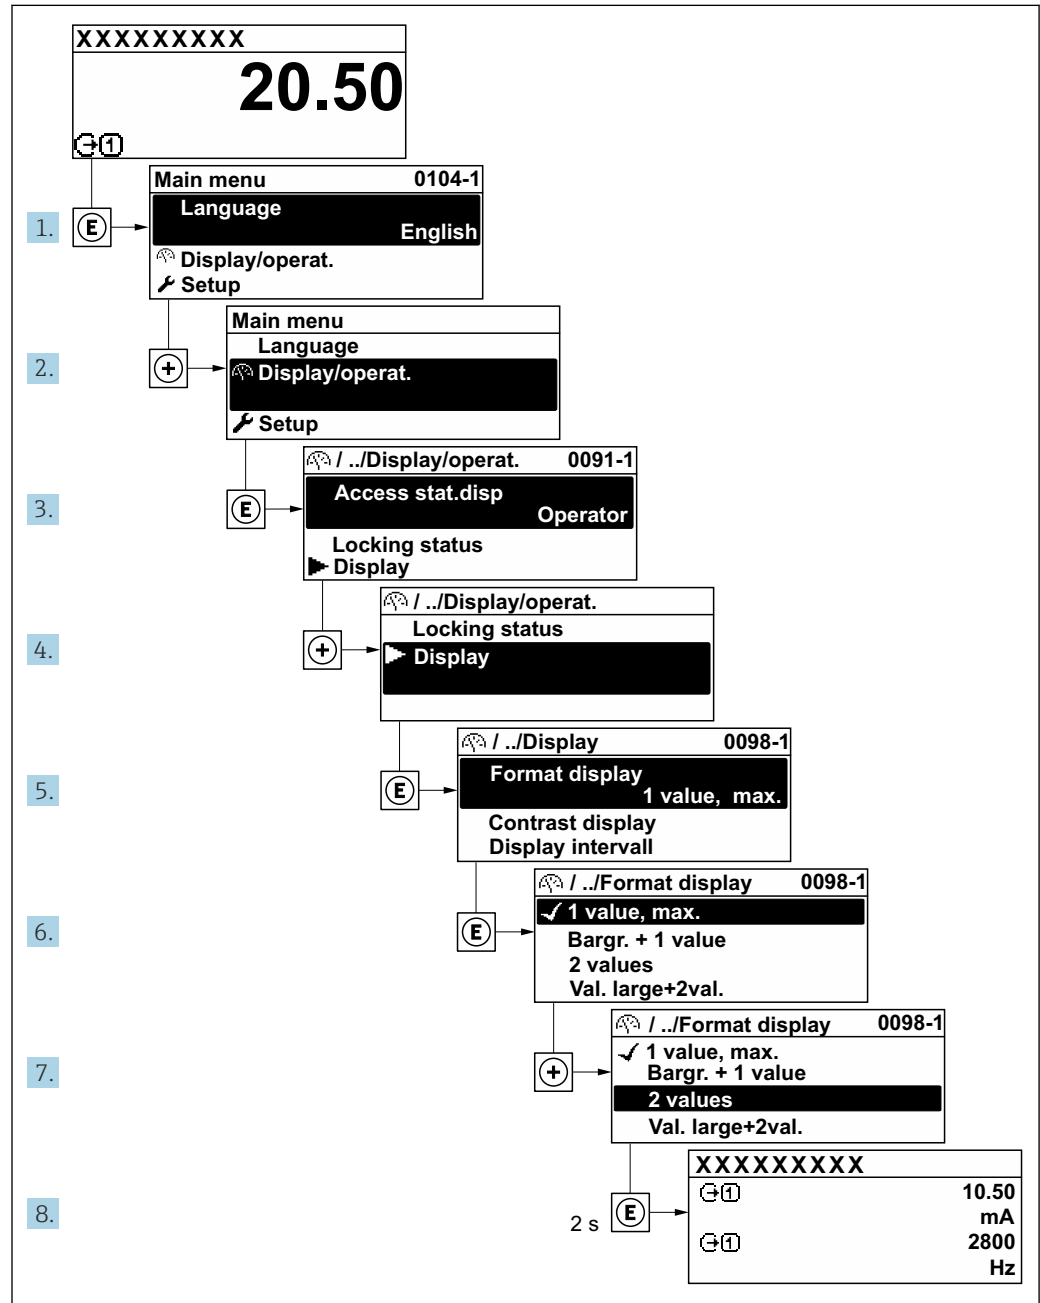 XXXXXXXXX
20.50
1
Main menu 0104-1
Language
English
1. E
Display/operat.
Setup
Main menu
Language
2. + Display/operat.
Setup
/ ../Display/operat. 0091-1
Access stat.disp
3. E Operator
Locking status
Display
/ ../Display/operat.
Locking status
4. + Display
/ ../Display 0098-1
Format display
5. E 1 value, max.
Contrast display
Display intervall
/ ../Format display 0098-1
1 value, max.
6. E Bargr. + 1 value
2 values
Val. large+2val.
/ ../Format display 0098-1
1 value, max.
7. + Bargr. + 1 value
2 values
Val. large+2val.
XXXXXXXXX
1 10.50
8. 2 s E mA
1 2800
Hz